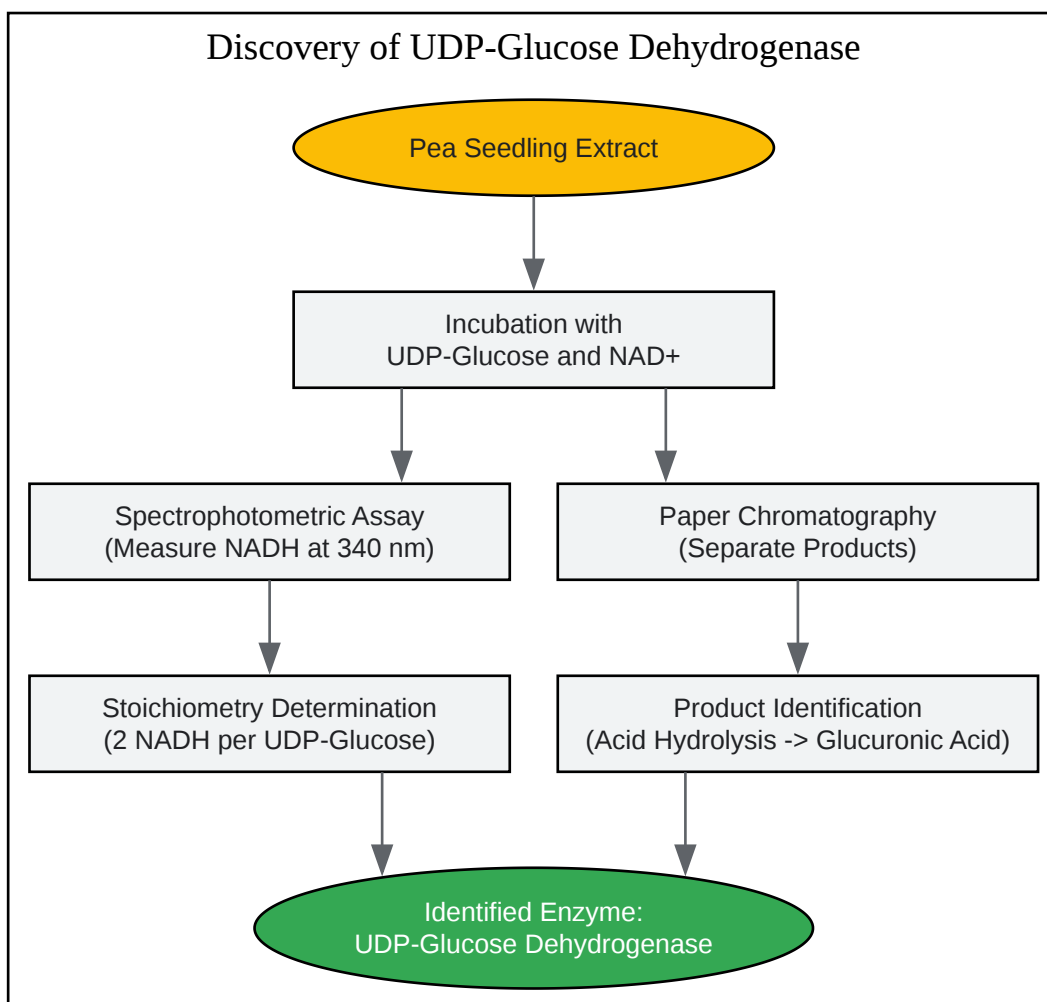 Discovery of UDP-Glucose Dehydrogenase
Pea Seedling Extract
Incubation with
UDP-Glucose and NAD+
Spectrophotometric Assay
(Measure NADH at 340 nm)
Paper Chromatography
(Separate Products)
Stoichiometry Determination
(2 NADH per UDP-Glucose)
Product Identification
(Acid Hydrolysis -> Glucuronic Acid)
Identified Enzyme:
UDP-Glucose Dehydrogenase